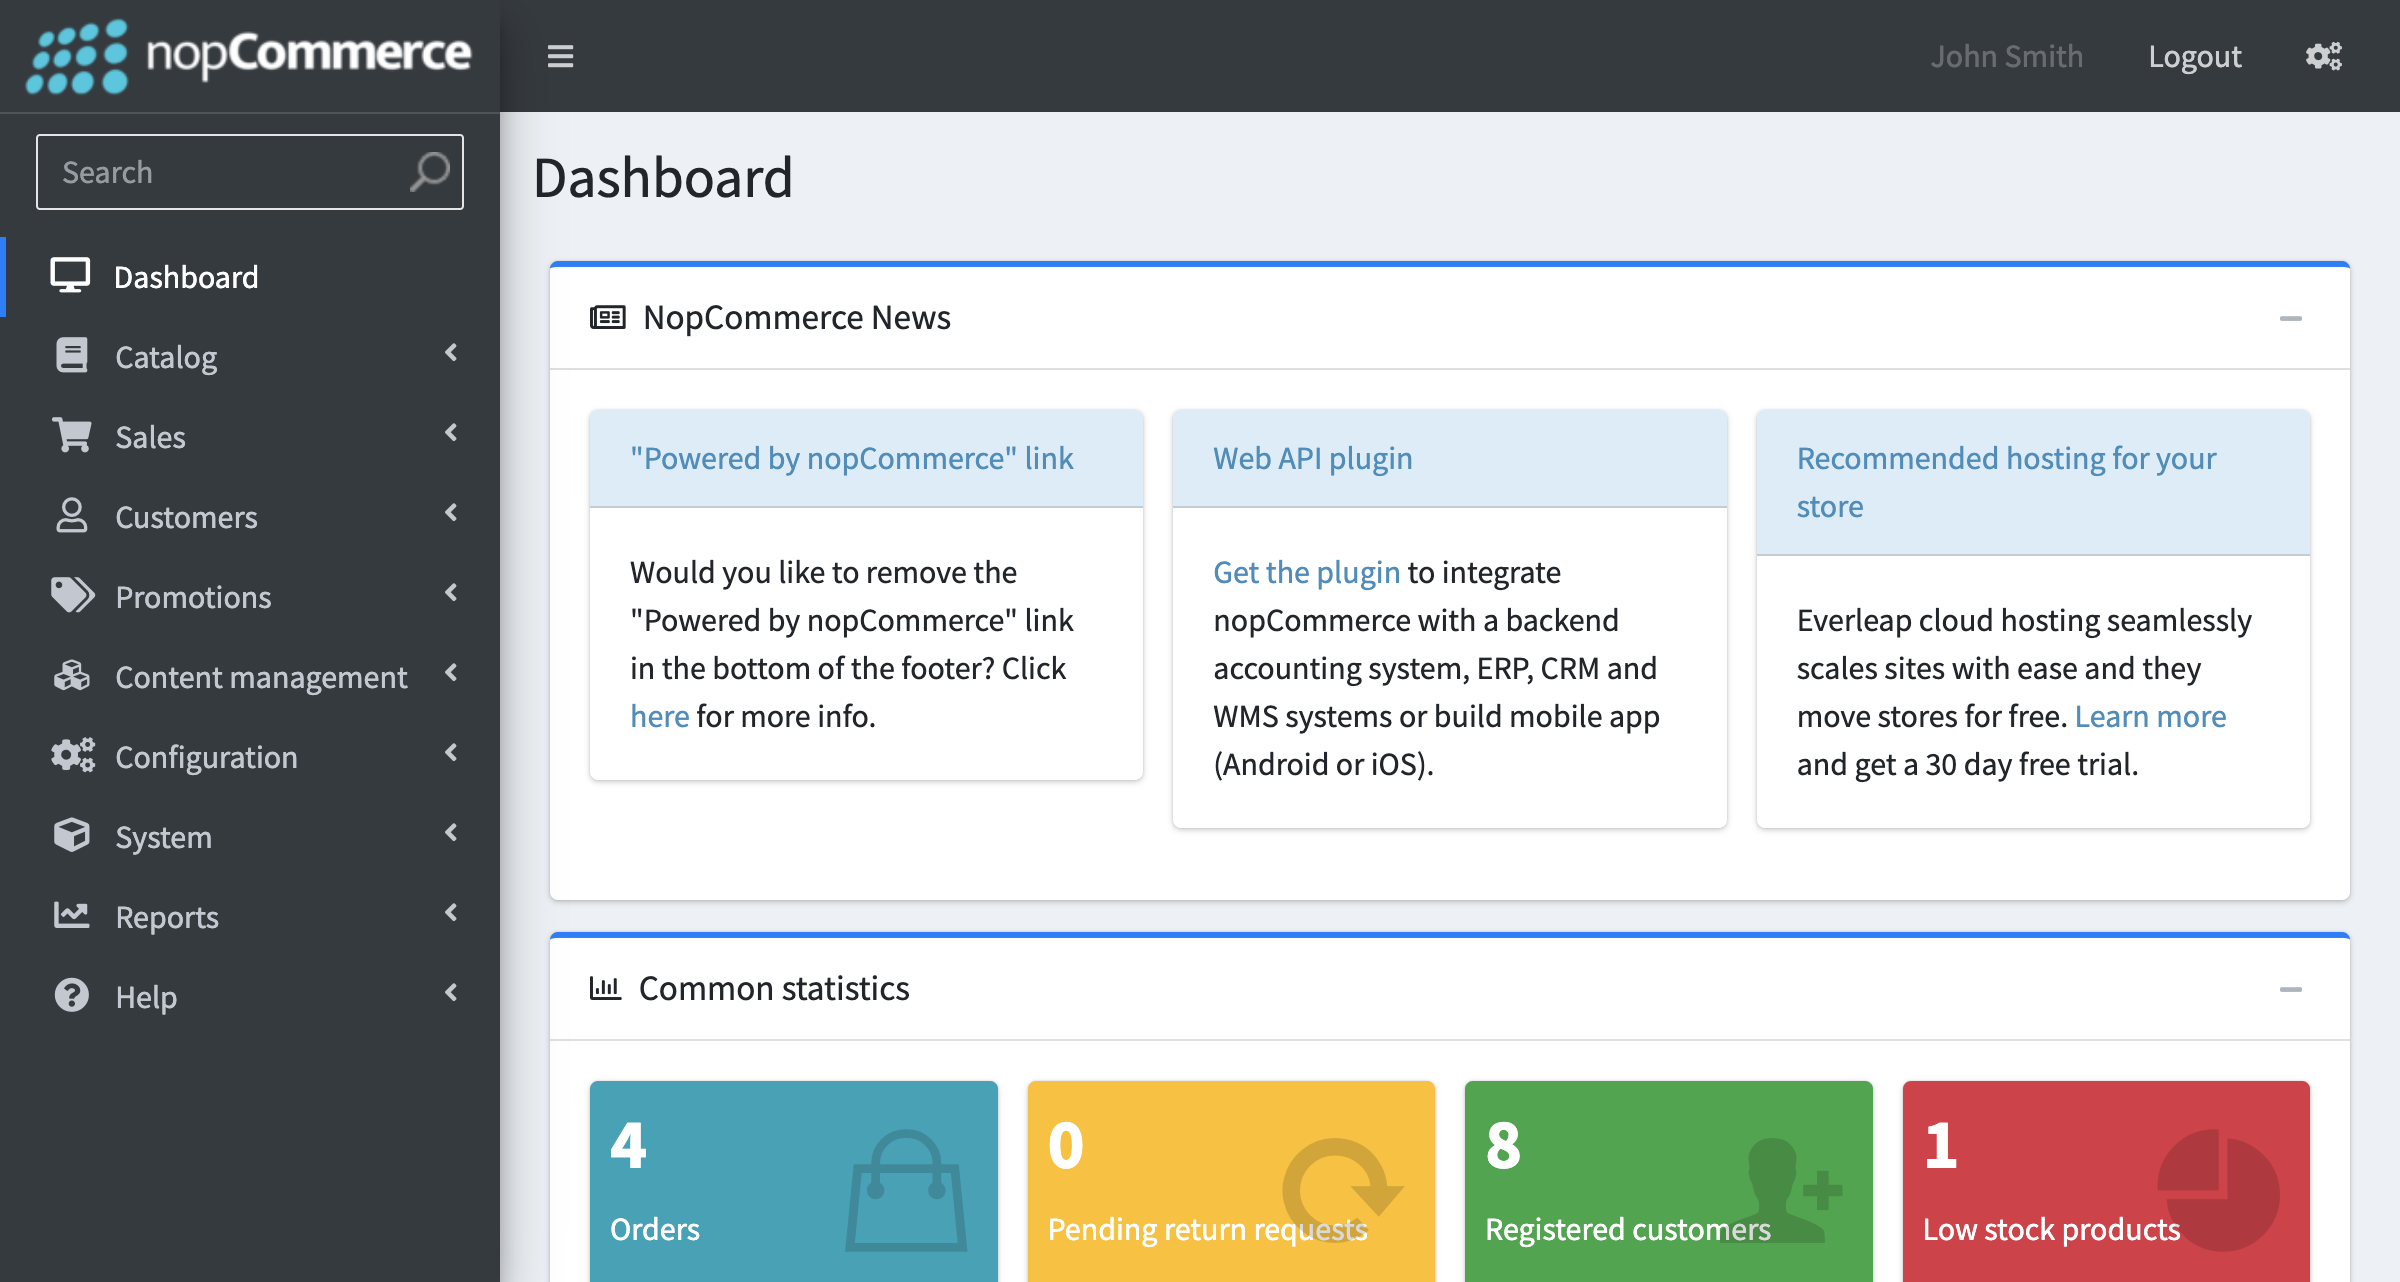 nopCommerce
John Smith
Logout
Search
Dashboard
Catalog
Sales
Customers
Promotions
Content management
Configuration
System
Reports
Help
Dashboard
NopCommerce News
"Powered by nopCommerce" link
Would you like to remove the
"Powered by nopCommerce" link
in the bottom of the footer? Click
here for more info.
Web API plugin
Get the plugin to integrate
nopCommerce with a backend
accounting system, ERP, CRM and
WMS systems or build mobile app
(Android or iOS).
Recommended hosting for your
store
Everleap cloud hosting seamlessly
scales sites with ease and they
move stores for free. Learn more
and get a 30 day free trial.
Common statistics
4
Orders
0
Pending return requests
8
Registered customers
1
Low stock products